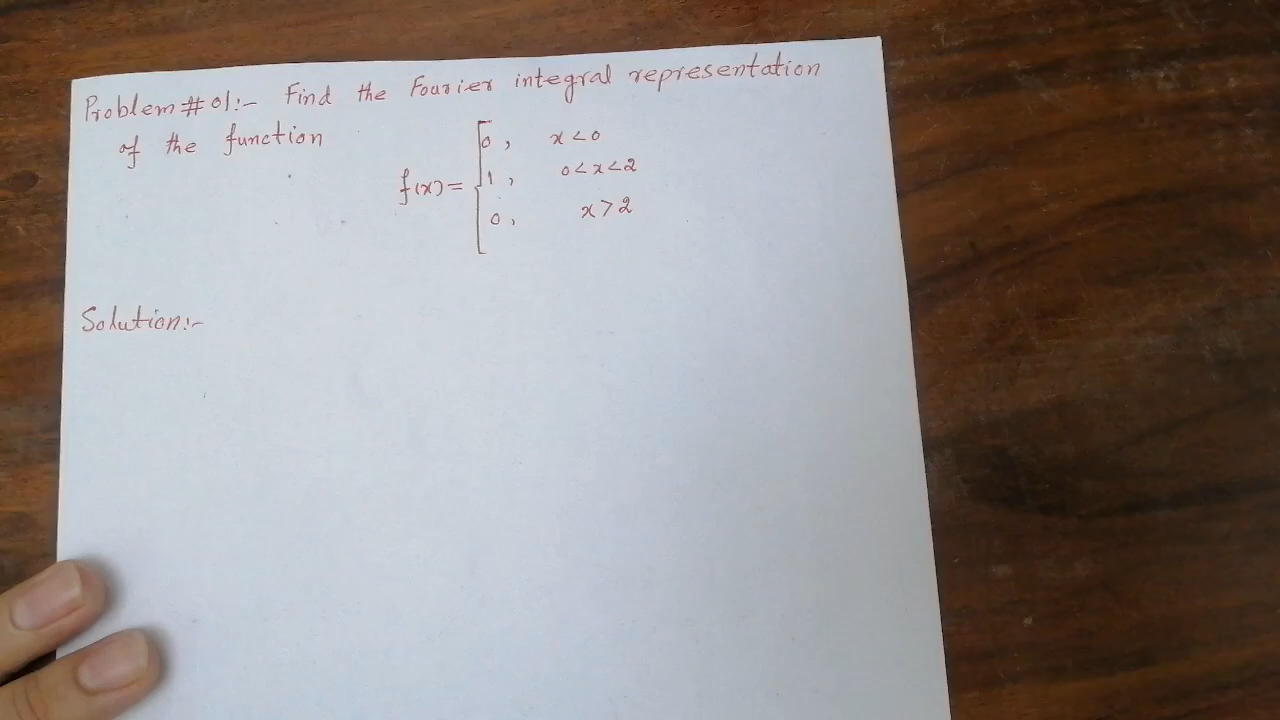 Problem # 01:- Find the Fourier integral representation
of the function
0, x<0
f(x)= 1, 0<x<2
0, x>2
Solution:-